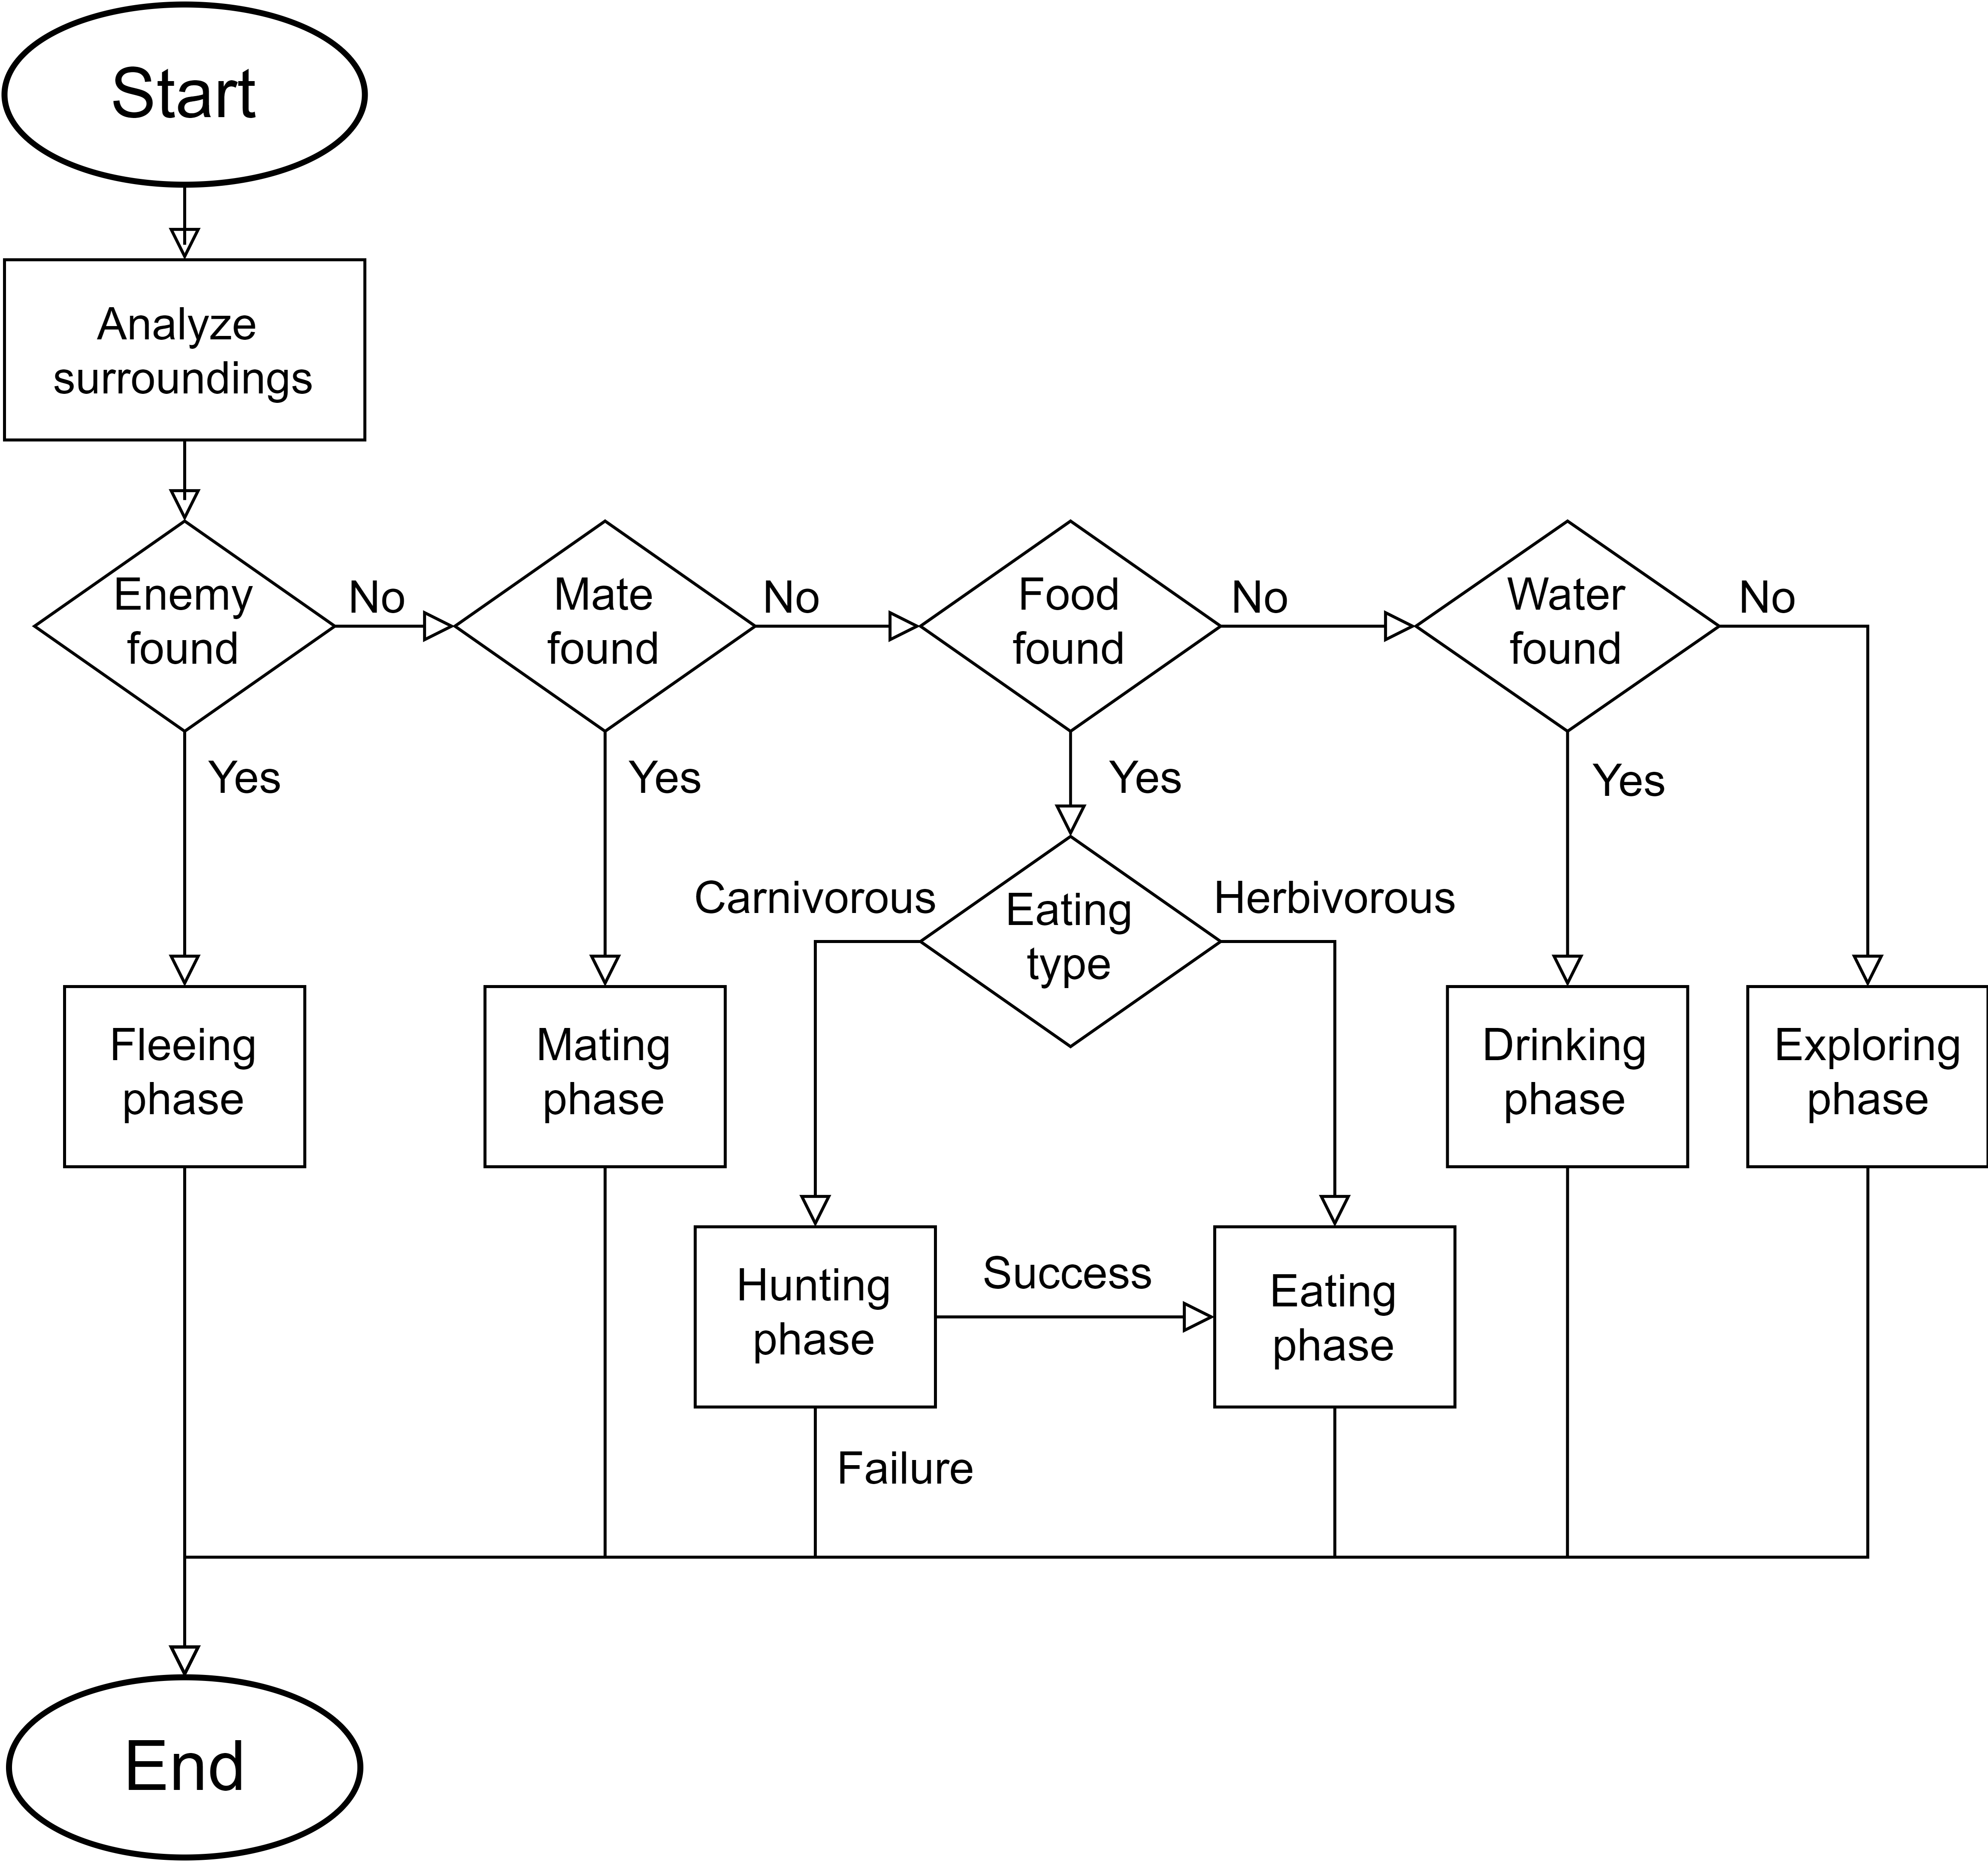 Start
Analyze
surroundings
Enemy
found
No
Mate
found
No
Food
found
No
Water
found
No
Yes
Yes
Yes
Yes
Carnivorous
Eating
type
Herbivorous
Fleeing
phase
Mating
phase
Drinking
phase
Exploring
phase
Hunting
phase
Success
Eating
phase
Failure
End